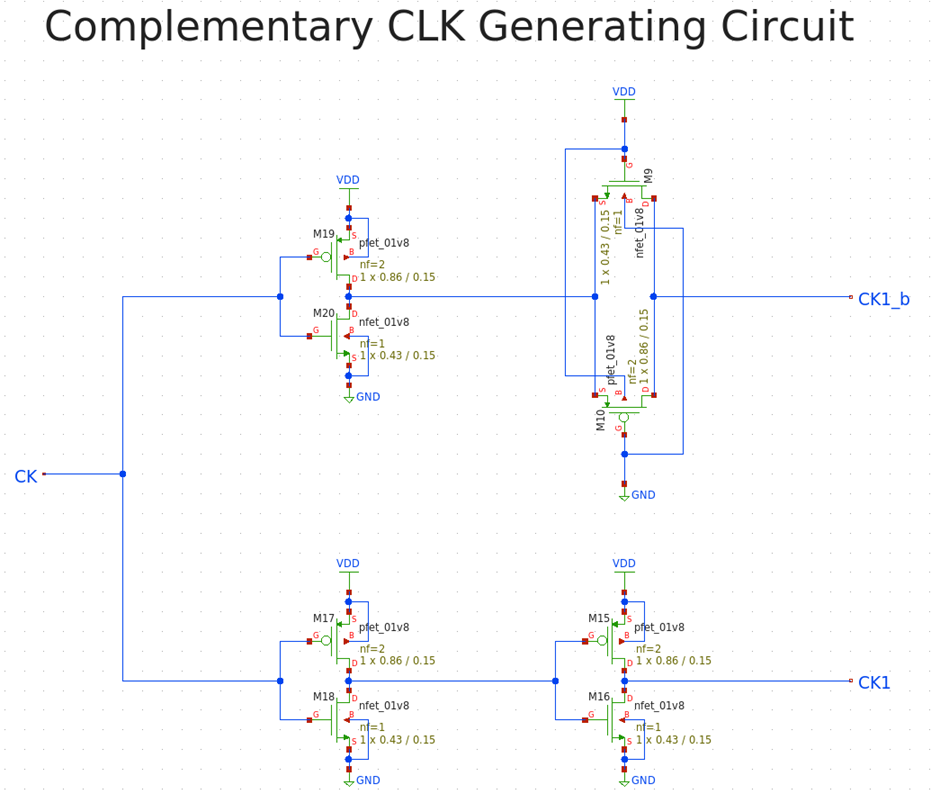 Complementary CLK Generating Circuit
VDD
G
M9
S
B
D
1 x 0.43 / 0.15
nf=1
nfet_01v8
VDD
M19
S
pfet_01v8
G
B
nf=2
D
1 x 0.86 / 0.15
CK1_b
M20
D
nfet_01v8
G
B
nf=1
S
1 x 0.43 / 0.15
GND
pfet_01v8
nf=2
1 x 0.86 / 0.15
S
B
D
M10
G
GND
CK
VDD
M17
S
pfet_01v8
G
B
nf=2
D
1 x 0.86 / 0.15
M18
D
nfet_01v8
G
B
nf=1
S
1 x 0.43 / 0.15
GND
VDD
M15
S
pfet_01v8
G
B
nf=2
D
1 x 0.86 / 0.15
CK1
M16
D
nfet_01v8
G
B
nf=1
S
1 x 0.43 / 0.15
GND